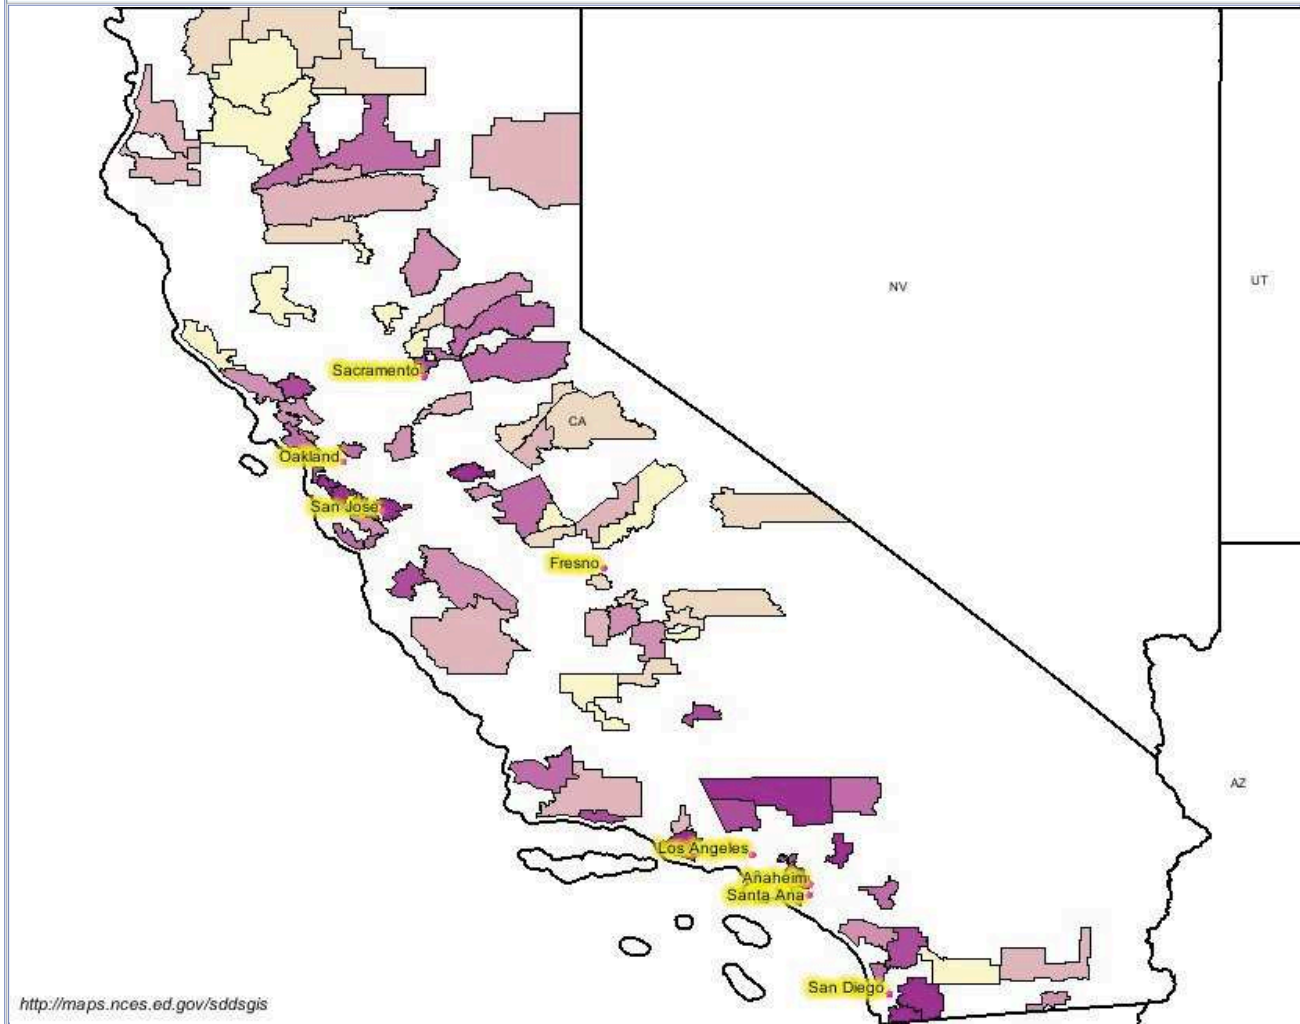 NV
UT
Sacramento
CA
Oakland
San Jose
Fresno
AZ
Los Angeles
Anaheim
Santa Ana
San Diego
http://maps.nces.ed.gov/sddsgis